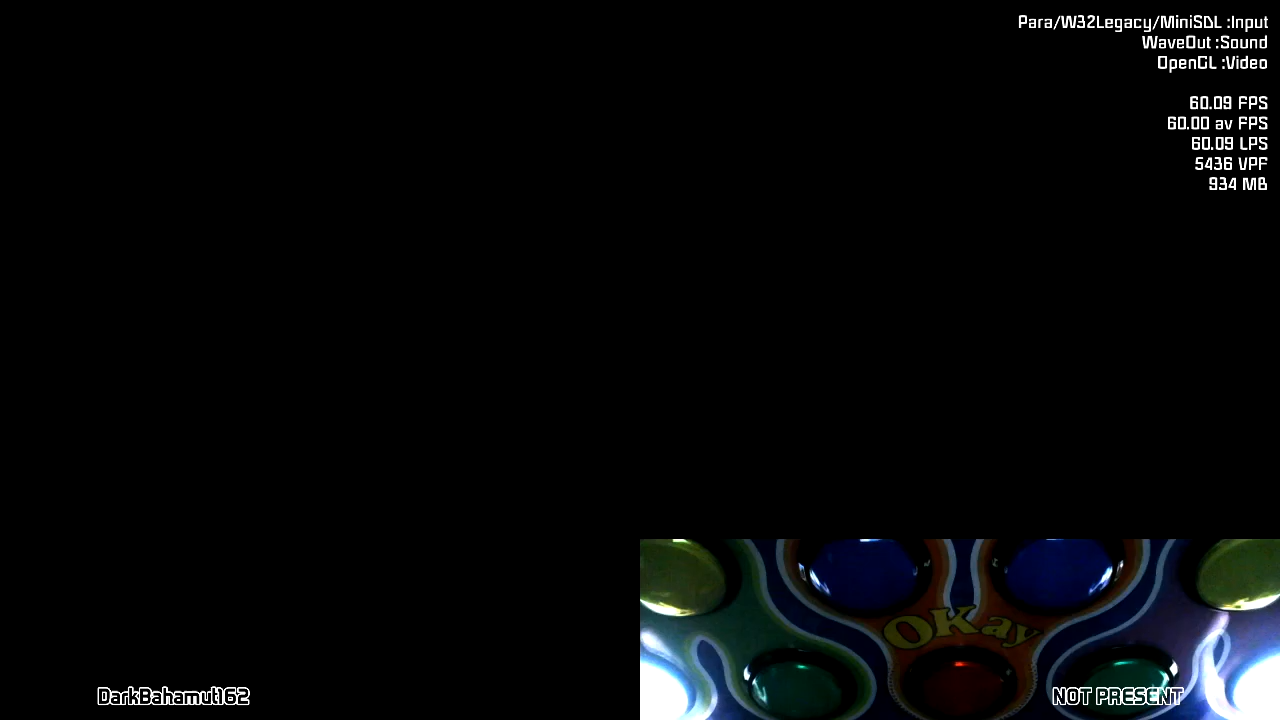 Para/W32Legacy/MiniSDL :Input
WaveOut :Sound
OpenGL :Video
60.09 FPS
60.00 av FPS
60.09 LPS
5436 VPF
934 MB
OKay
DarkBahamut162
NOT PRESENT